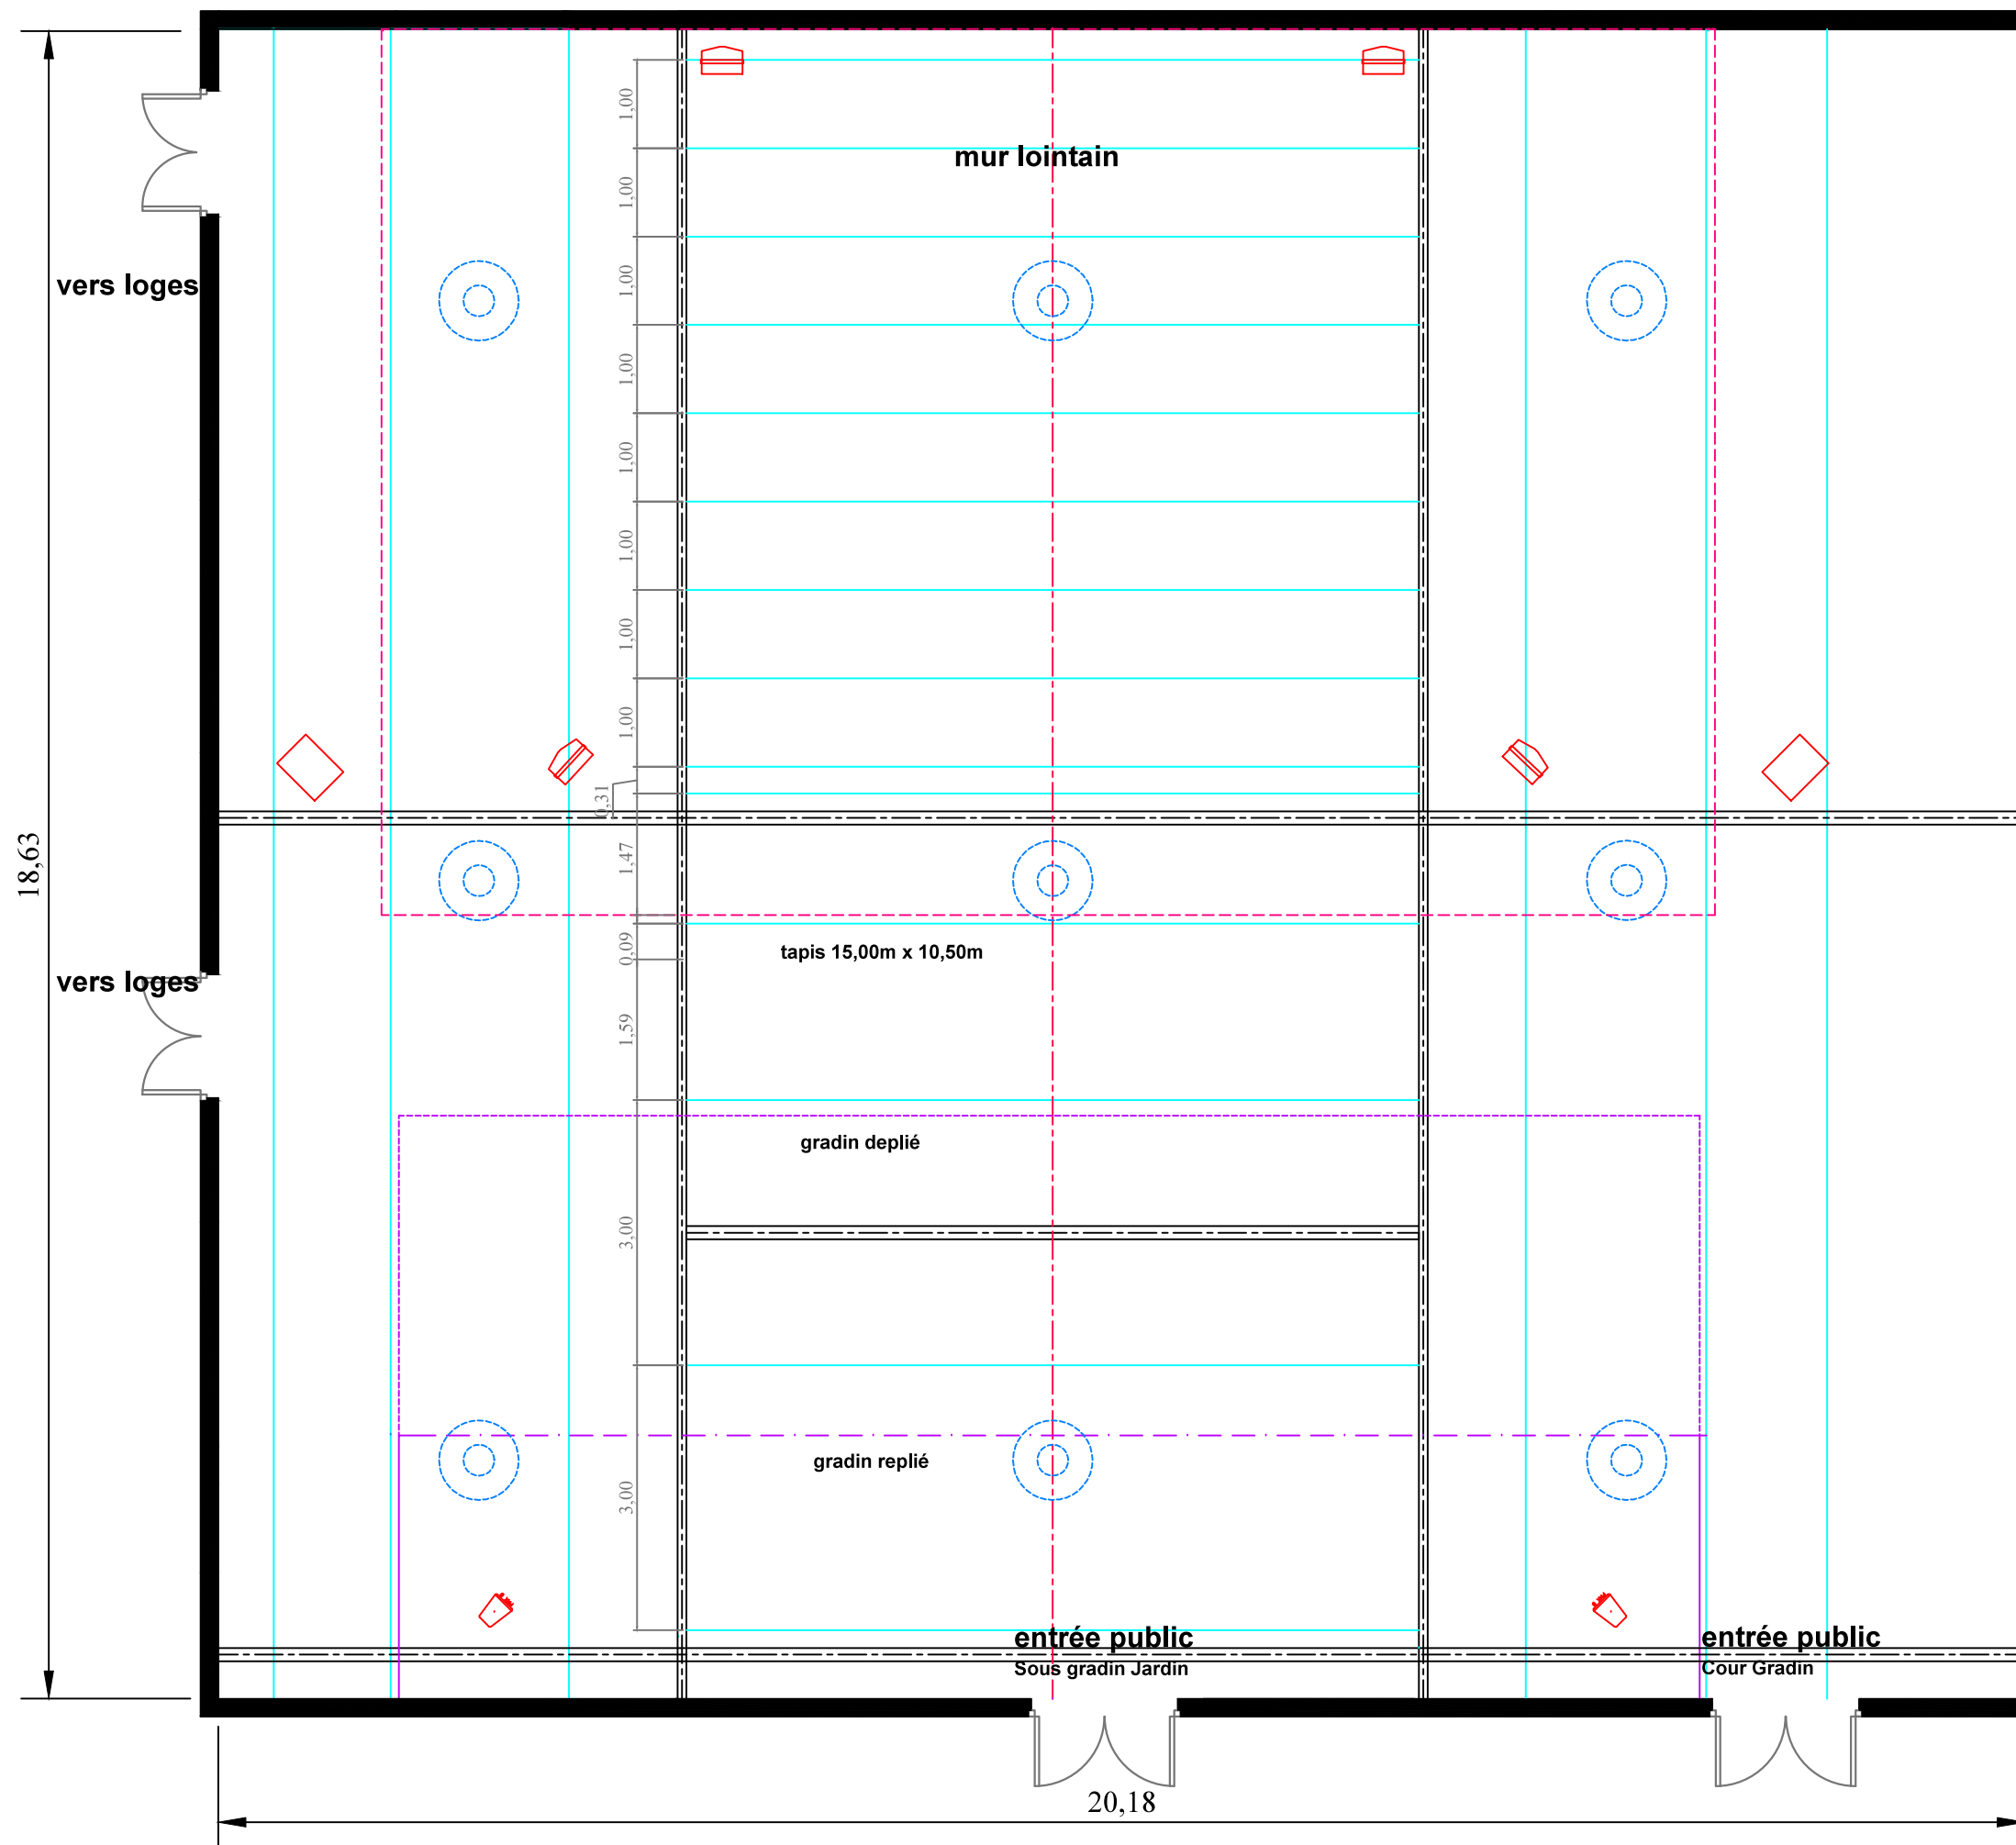 1,00
mur lointain
1,00
vers loges
1,00
1,00
1,00
1,00
1,00
1,00
0,31
18,63
1,47
0,09
tapis 15,00m x 10,50m
vers loges
1,59
gradin deplié
3,00
gradin replié
3,00
entrée public
Sous gradin Jardin
entrée public
Cour Gradin
20,18